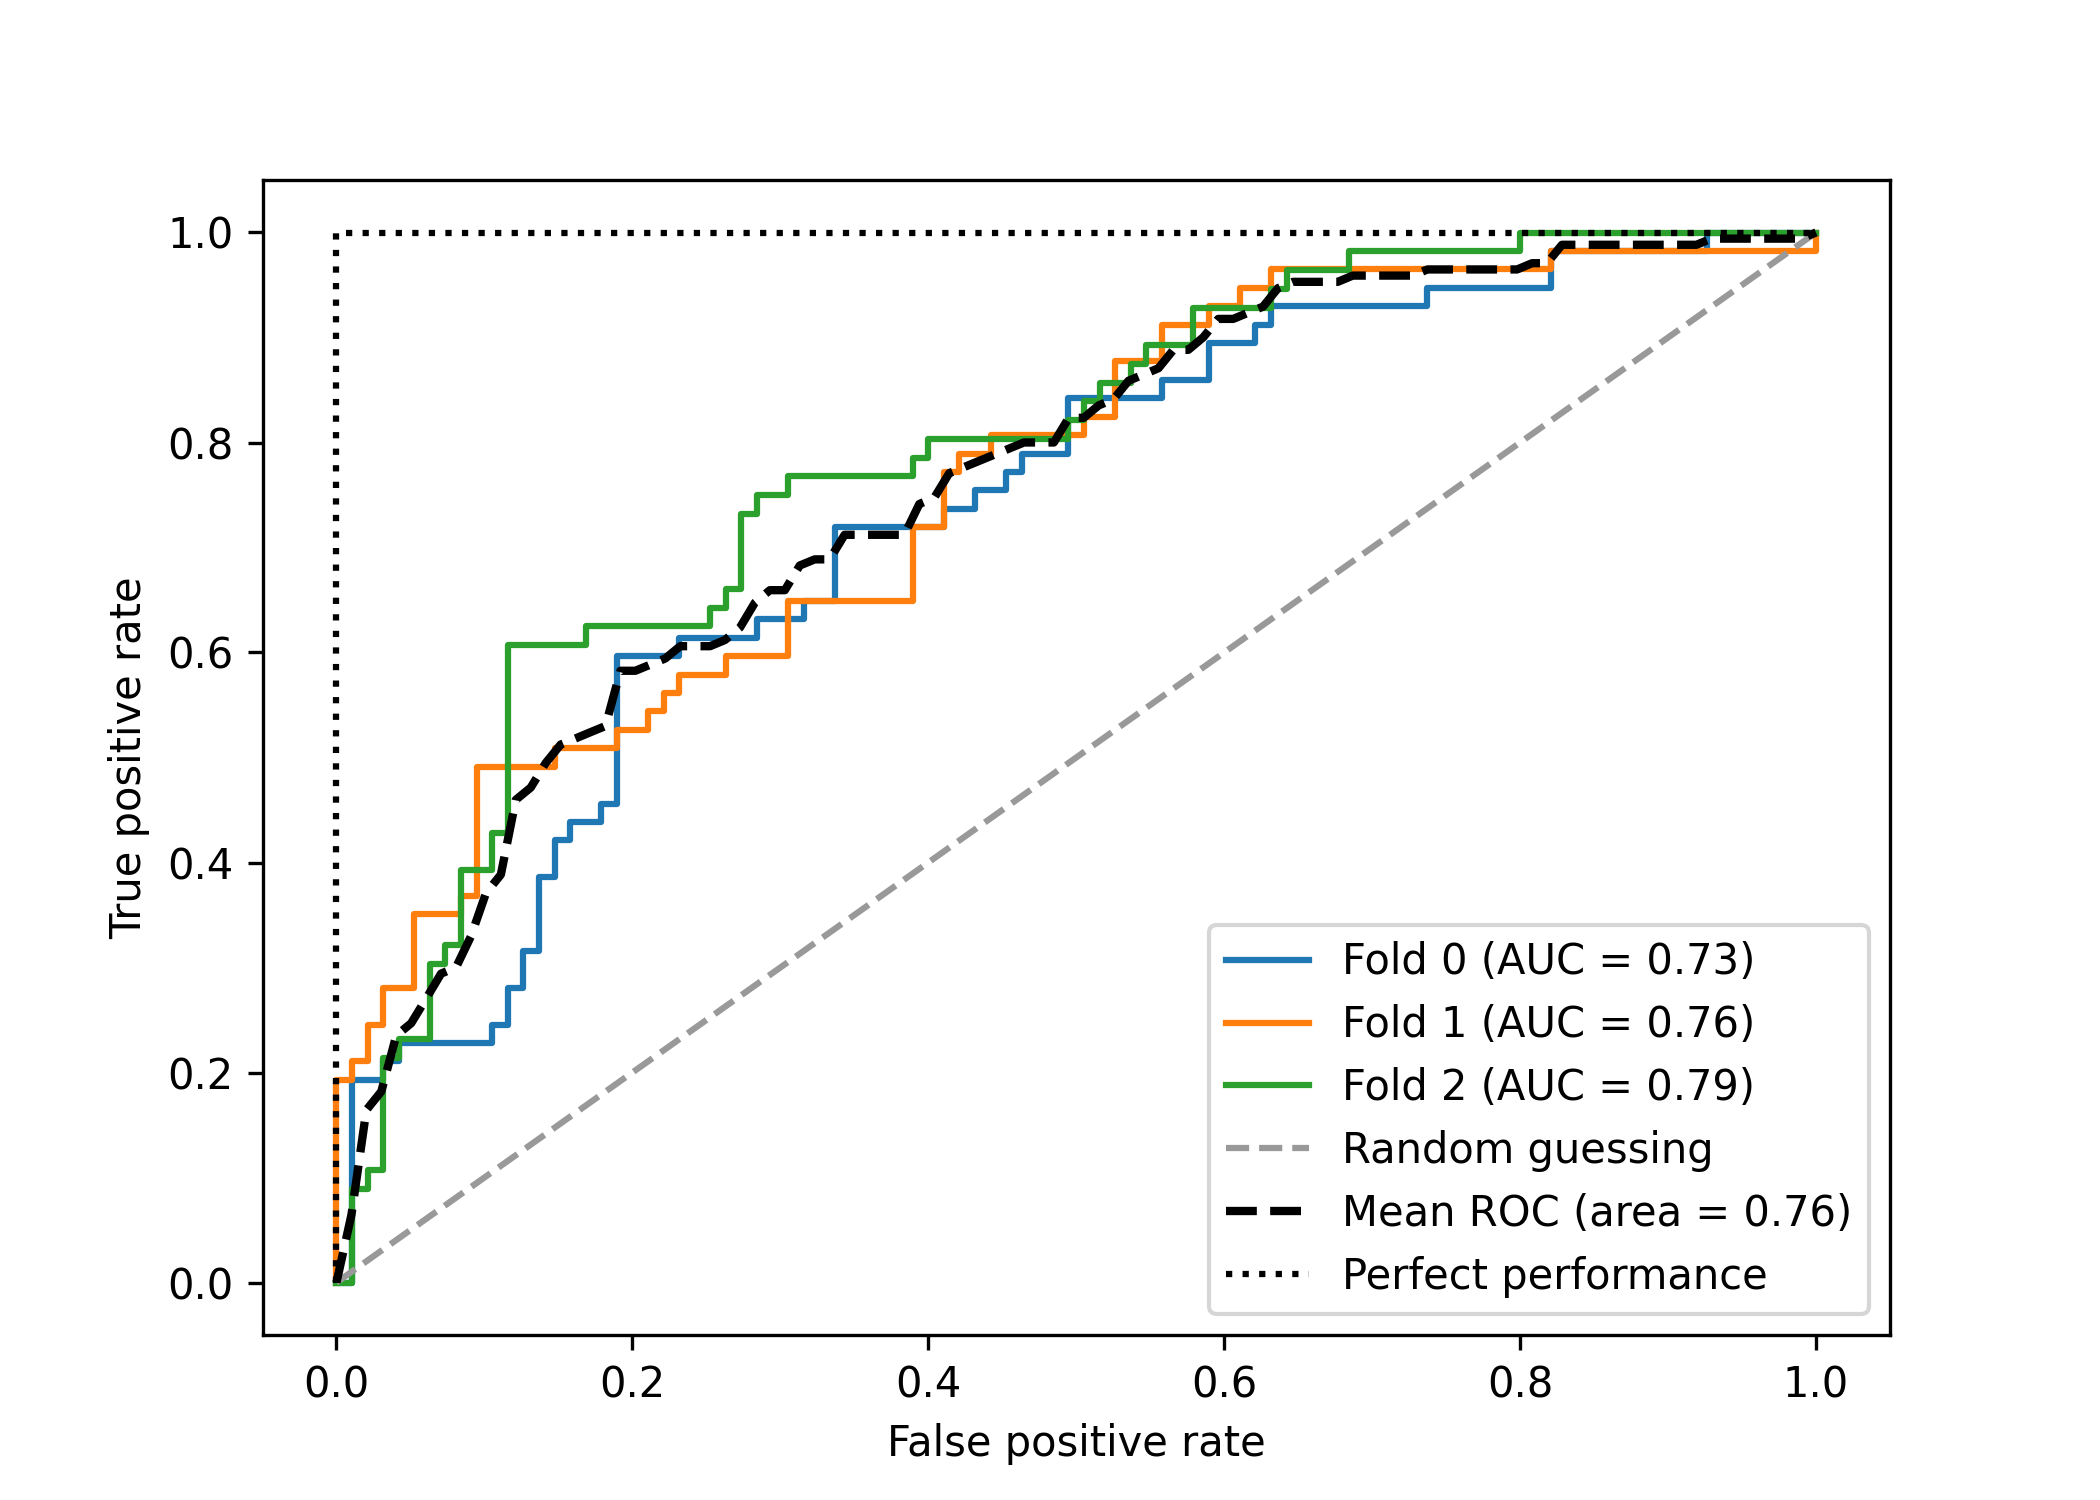 1.0
0.8
0.6
0.4
0.2
0.0
True positive rate
0.0 0.2 0.4 0.6 0.8 1.0
False positive rate
Fold 0 (AUC = 0.73)
Fold 1 (AUC = 0.76)
Fold 2 (AUC = 0.79)
Random guessing
Mean ROC (area = 0.76)
Perfect performance